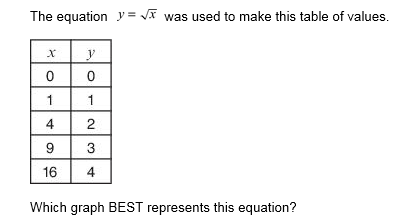 The equation y = √x was used to make this table of values.
x y
0 0
1 1
4 2
9 3
16 4
Which graph BEST represents this equation?